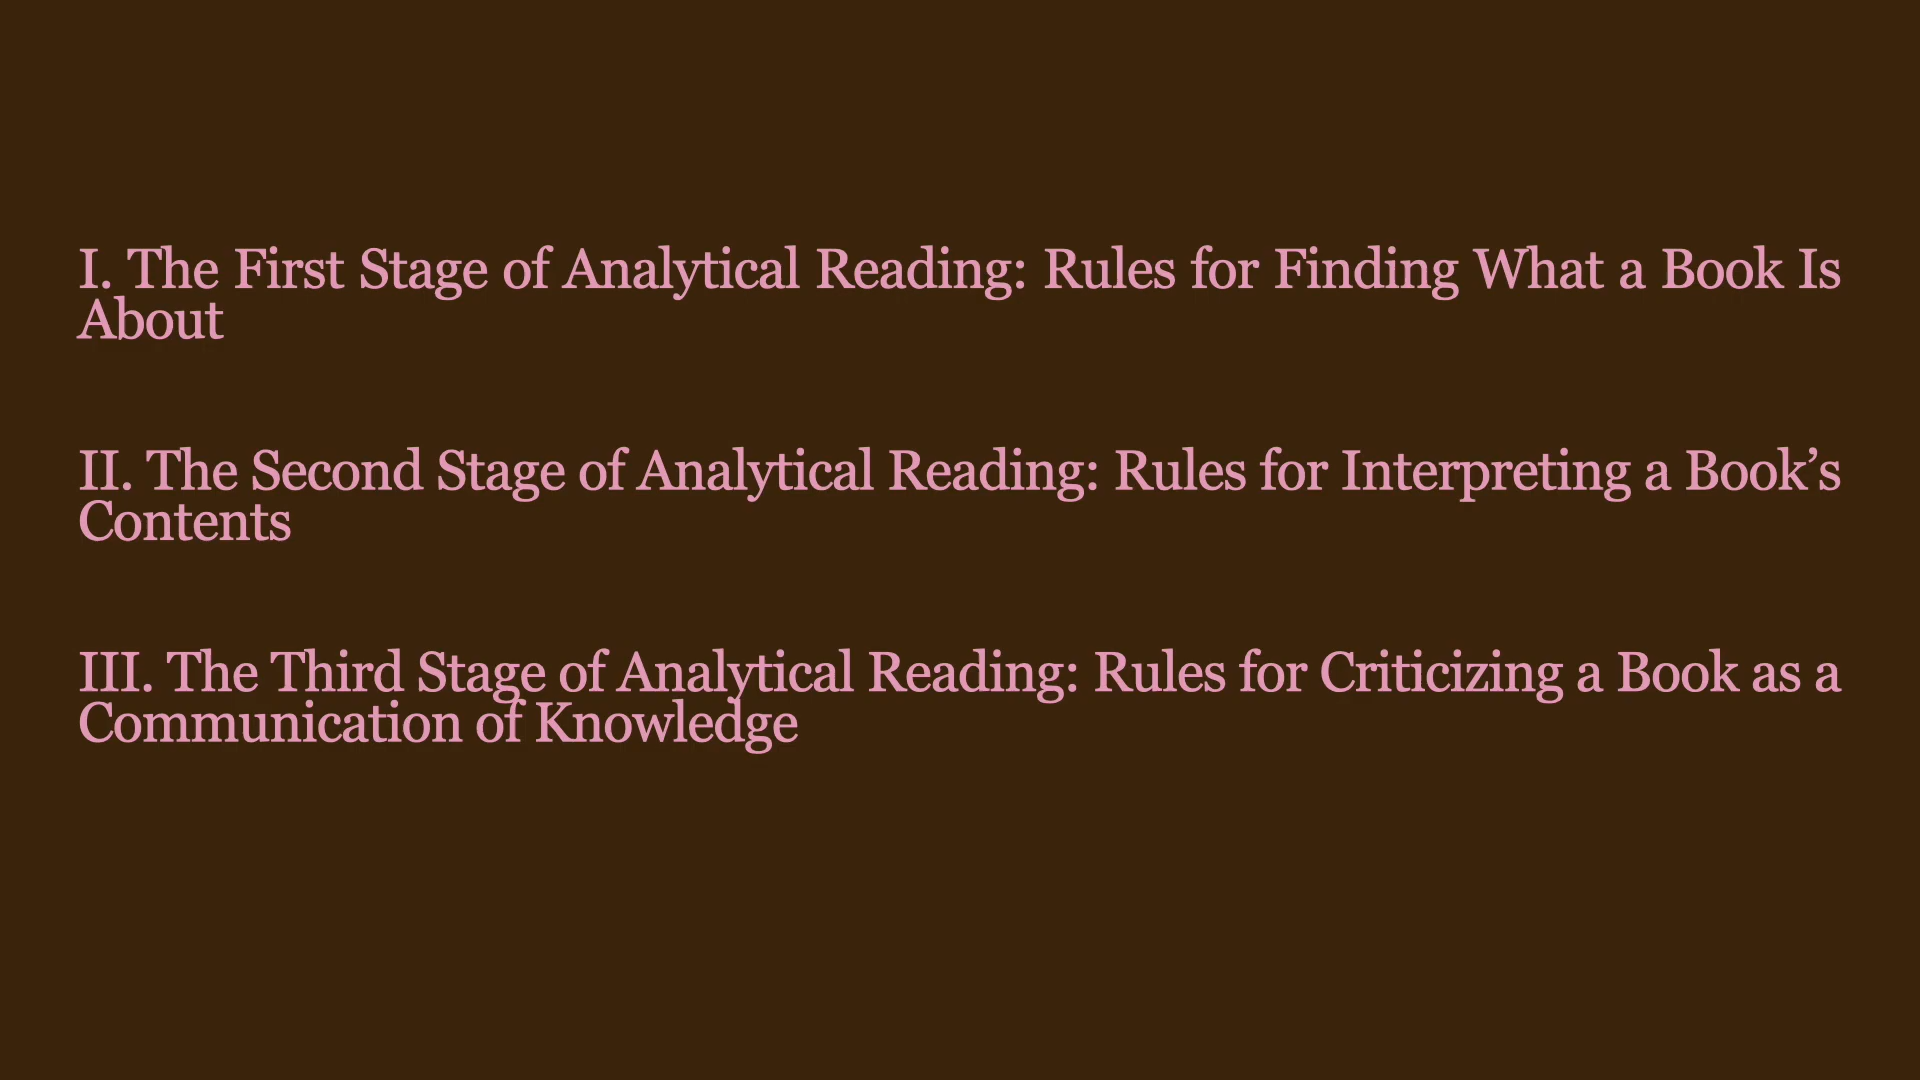 I. The First Stage of Analytical Reading: Rules for Finding What a Book Is
About
II. The Second Stage of Analytical Reading: Rules for Interpreting a Book’s
Contents
III. The Third Stage of Analytical Reading: Rules for Criticizing a Book as a
Communication of Knowledge